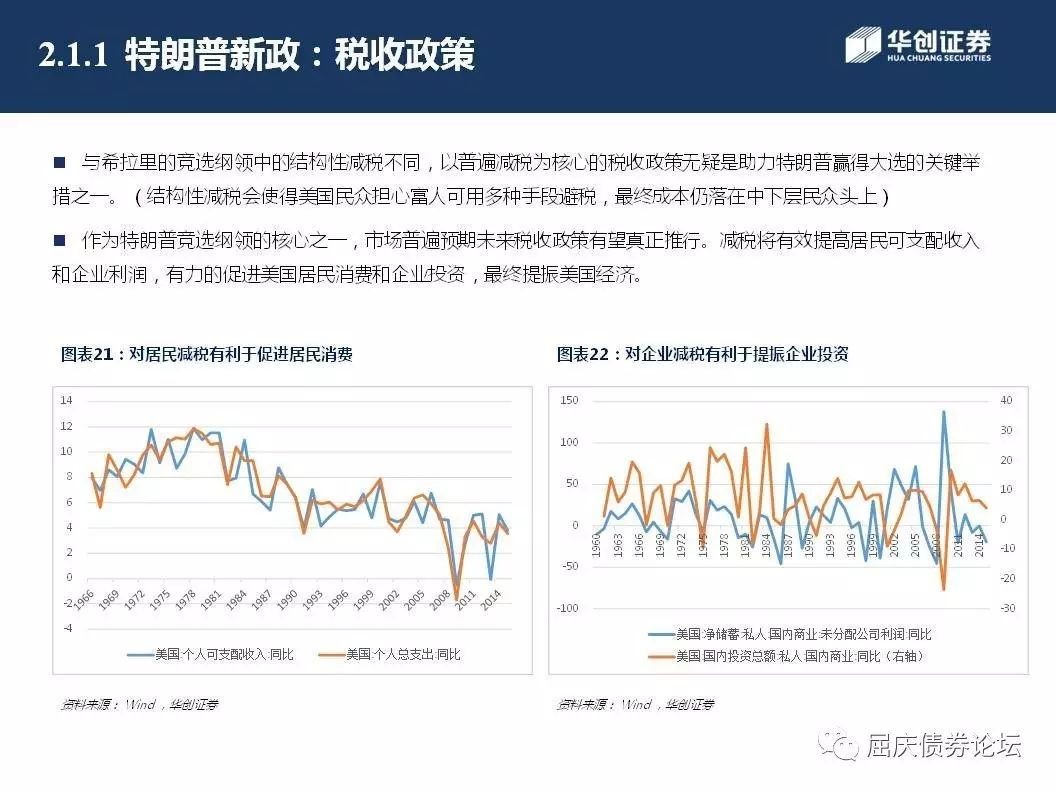 2.1.1 特朗普新政：税收政策
华创证券
HUA CHUANG SECURITIES
■ 与希拉里的竞选纲领中的结构性减税不同，以普遍减税为核心的税收政策无疑是助力特朗普赢得大选的关键举
措之一。（结构性减税会使得美国民众担心富人可用多种手段避税，最终成本仍落在中下层民众头上）
■ 作为特朗普竞选纲领的核心之一，市场普遍预期未来税收政策有望真正推行。减税将有效提高居民可支配收入
和企业利润，有力的促进美国居民消费和企业投资，最终提振美国经济。
图表21：对居民减税有利于促进居民消费
14
12
10
8
6
4
2
0
-2
-4
1966 1969 1972 1975 1978 1981 1984 1987 1990 1993 1996 1999 2002 2005 2008 2011 2014
美国:个人可支配收入:同比 美国:个人总支出:同比
资料来源：Wind，华创证券
图表22：对企业减税有利于提振企业投资
150
100
50
0
-50
-100
40
30
20
10
0
-10
-20
-30
1960 1963 1966 1969 1972 1975 1978 1981 1984 1987 1990 1993 1996 1999 2002 2005 2008 2011 2014
美国:净储蓄:私人:国内商业:未分配公司利润:同比
美国:国内投资总额:私人:国内商业:同比（右轴）
资料来源：Wind，华创证券
屈庆债券论坛